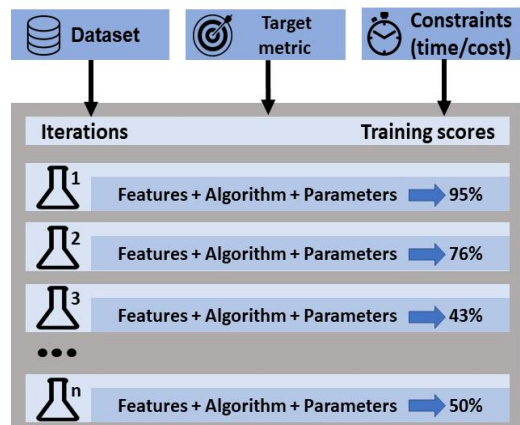 Dataset
Target
metric
Constraints
(time/cost)
Iterations Training scores
1 Features + Algorithm + Parameters 95%
2 Features + Algorithm + Parameters 76%
3 Features + Algorithm + Parameters 43%
•••
n Features + Algorithm + Parameters 50%